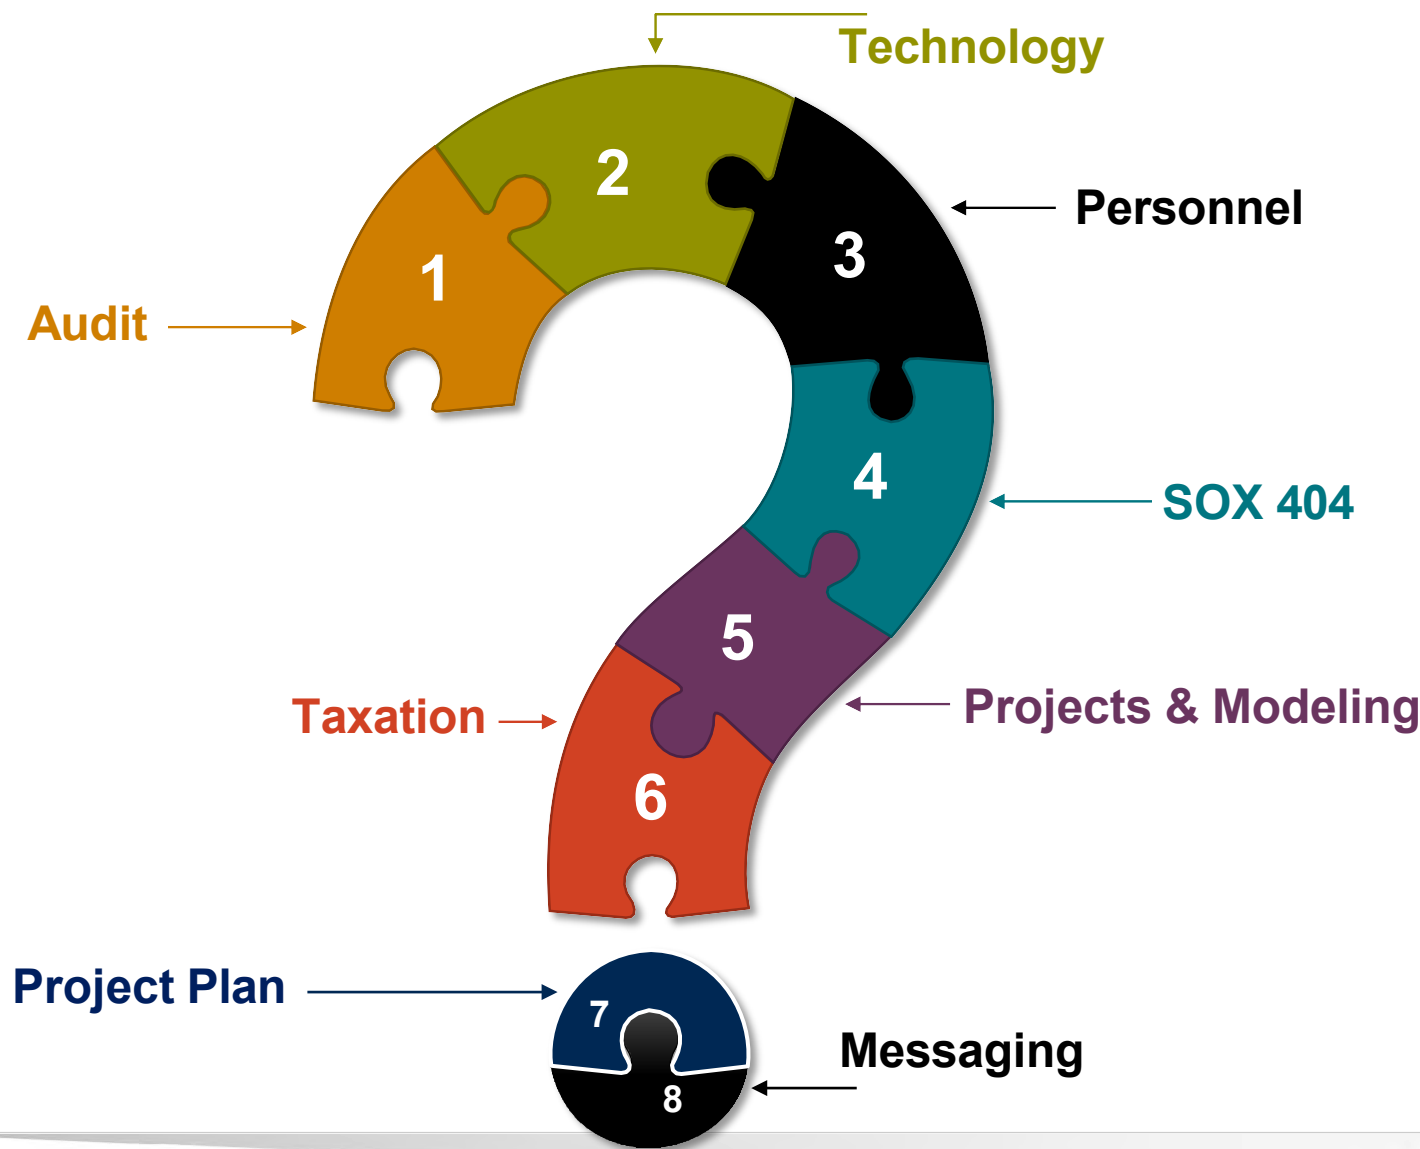 Technology
2
Personnel
3
1
Audit
4
SOX 404
5
Taxation
Projects & Modeling
6
Project Plan
7
Messaging
8